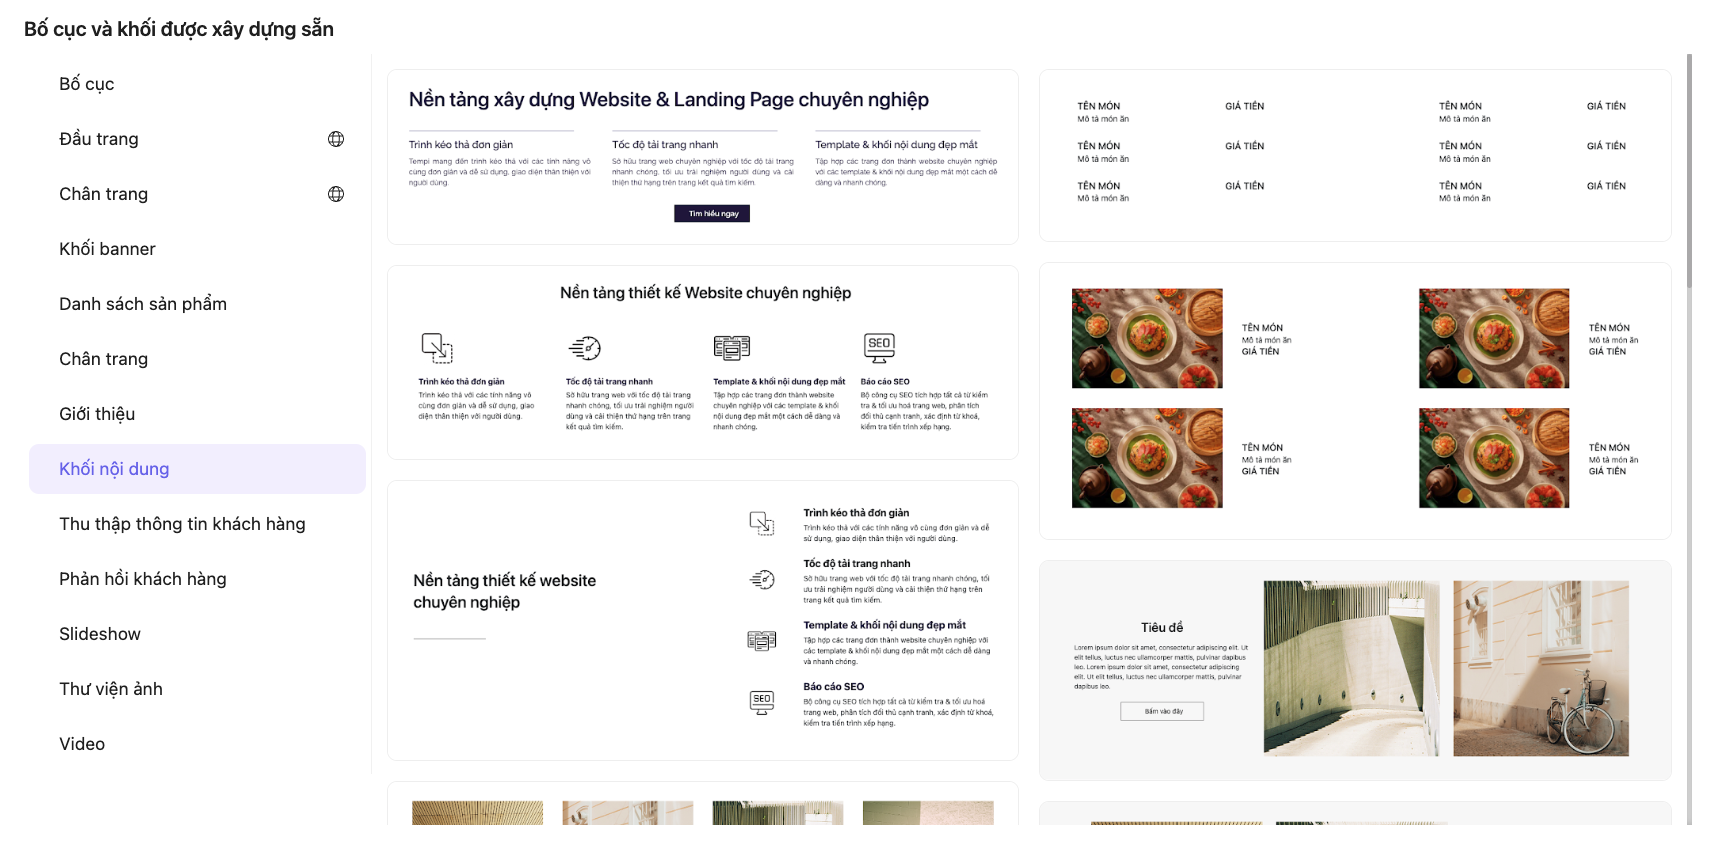 Bố cục và khối được xây dựng sẵn
Bố cục
Đầu trang
Chân trang
Khối banner
Danh sách sản phẩm
Chân trang
Giới thiệu
Khối nội dung
Thu thập thông tin khách hàng
Phản hồi khách hàng
Slideshow
Thư viện ảnh
Video
Nền tảng xây dựng Website & Landing Page chuyên nghiệp
Trình kéo thả đơn giản
Tempi mang đến trình kéo thả với các tính năng vô
cùng đơn giản và dễ sử dụng, giao diện thân thiện với
người dùng.
Tốc độ tải trang nhanh
Sở hữu trang web chuyên nghiệp với tốc độ tải trang
nhanh chóng, tối ưu trải nghiệm người dùng và cải
thiện thứ hạng trên trang kết quả tìm kiếm.
Template & khối nội dung đẹp mắt
Tập hợp các trang đơn thành website chuyên nghiệp
với các template & khối nội dung đẹp mắt một cách dễ
dàng và nhanh chóng.
Tìm hiểu ngay
Nền tảng thiết kế Website chuyên nghiệp
Trình kéo thả đơn giản
Trình kéo thả với các tính năng vô
cùng đơn giản và dễ sử dụng, giao
diện thân thiện với người dùng.
Tốc độ tải trang nhanh
Sở hữu trang web với tốc độ tải trang
nhanh chóng, tối ưu trải nghiệm người
dùng và cải thiện thứ hạng trên trang
kết quả tìm kiếm.
Template & khối nội dung đẹp mắt
Tập hợp các trang đơn thành website
chuyên nghiệp với các template & khối
nội dung đẹp mắt một cách dễ dàng và
nhanh chóng.
SEO
Báo cáo SEO
Bộ công cụ SEO tích hợp tất cả từ kiểm
tra & tối ưu hoá trang web, phân tích
đối thủ cạnh tranh, xác định từ khoá,
kiểm tra tiến trình xếp hạng.
Nền tảng thiết kế website
chuyên nghiệp
Trình kéo thả đơn giản
Trình kéo thả với các tính năng vô cùng đơn giản và dễ
sử dụng, giao diện thân thiện với người dùng.
Tốc độ tải trang nhanh
Sở hữu trang web với tốc độ tải trang nhanh chóng, tối
ưu trải nghiệm người dùng và cải thiện thứ hạng trên
trang kết quả tìm kiếm.
Template & khối nội dung đẹp mắt
Tập hợp các trang đơn thành website chuyên nghiệp với
các template & khối nội dung đẹp mắt một cách dễ dàng
và nhanh chóng.
SEO
Báo cáo SEO
Bộ công cụ SEO tích hợp tất cả từ kiểm tra & tối ưu hoá
trang web, phân tích đối thủ cạnh tranh, xác định từ khoá,
kiểm tra tiến trình xếp hạng.
TÊN MÓN GIÁ TIỀN TÊN MÓN GIÁ TIỀN
Mô tả món ăn Mô tả món ăn
TÊN MÓN GIÁ TIỀN TÊN MÓN GIÁ TIỀN
Mô tả món ăn Mô tả món ăn
TÊN MÓN GIÁ TIỀN TÊN MÓN GIÁ TIỀN
Mô tả món ăn Mô tả món ăn
TÊN MÓN
Mô tả món ăn
GIÁ TIỀN
TÊN MÓN
Mô tả món ăn
GIÁ TIỀN
TÊN MÓN
Mô tả món ăn
GIÁ TIỀN
TÊN MÓN
Mô tả món ăn
GIÁ TIỀN
Tiêu đề
Lorem ipsum dolor sit amet, consectetur adipiscing elit. Ut
elit tellus, luctus nec ullamcorper mattis, pulvinar dapibus
leo. Lorem ipsum dolor sit amet, consectetur adipiscing
elit. Ut elit tellus, luctus nec ullamcorper mattis, pulvinar
dapibus leo.
Bấm vào đây